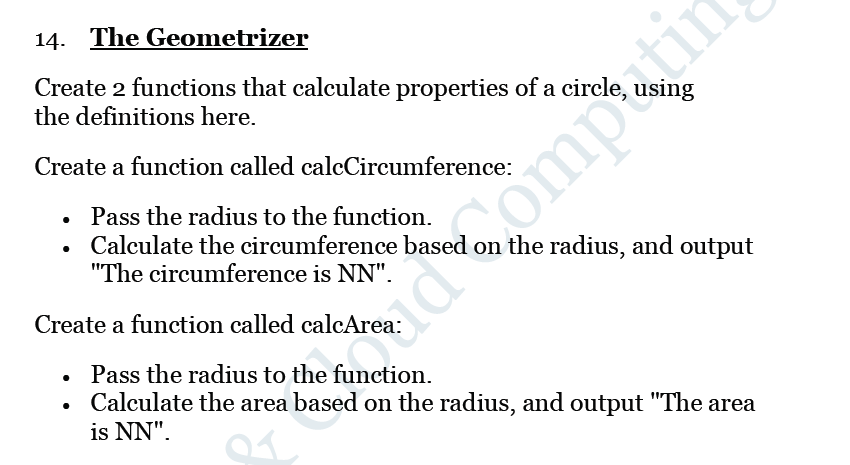 14. The Geometrizer
Create 2 functions that calculate properties of a circle, using
the definitions here.
Create a function called calcCircumference:
• Pass the radius to the function.
• Calculate the circumference based on the radius, and output
"The circumference is NN".
Create a function called calcArea:
• Pass the radius to the function.
• Calculate the area based on the radius, and output "The area
is NN".
& Cloud Computing